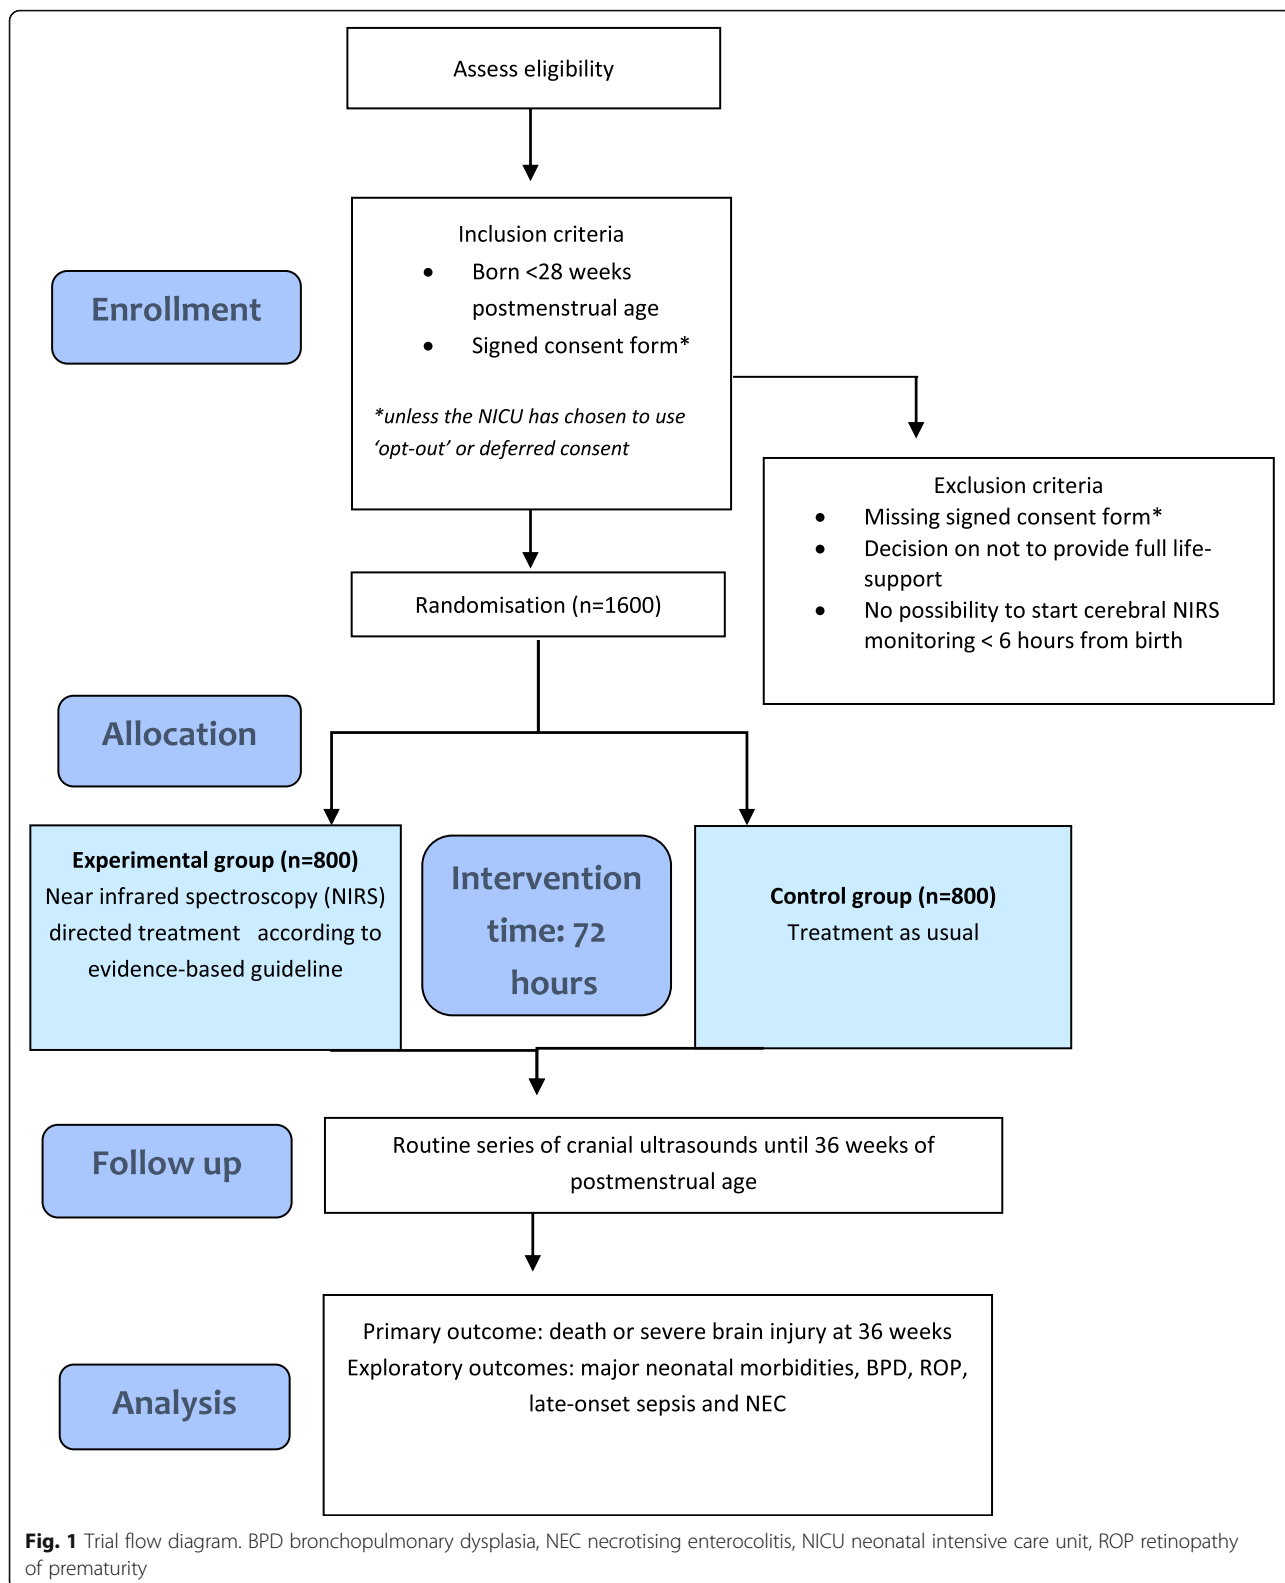 Assess eligibility
Inclusion criteria
• Born <28 weeks
postmenstrual age
• Signed consent form*
*unless the NICU has chosen to use
‘opt-out’ or deferred consent
Enrollment
Exclusion criteria
• Missing signed consent form*
• Decision on not to provide full life-
support
• No possibility to start cerebral NIRS
monitoring < 6 hours from birth
Randomisation (n=1600)
Allocation
Experimental group (n=800)
Near infrared spectroscopy (NIRS)
directed treatment according to
evidence-based guideline
Intervention
time: 72
hours
Control group (n=800)
Treatment as usual
Follow up
Routine series of cranial ultrasounds until 36 weeks of
postmenstrual age
Analysis
Primary outcome: death or severe brain injury at 36 weeks
Exploratory outcomes: major neonatal morbidities, BPD, ROP,
late-onset sepsis and NEC
Fig. 1 Trial flow diagram. BPD bronchopulmonary dysplasia, NEC necrotising enterocolitis, NICU neonatal intensive care unit, ROP retinopathy
of prematurity